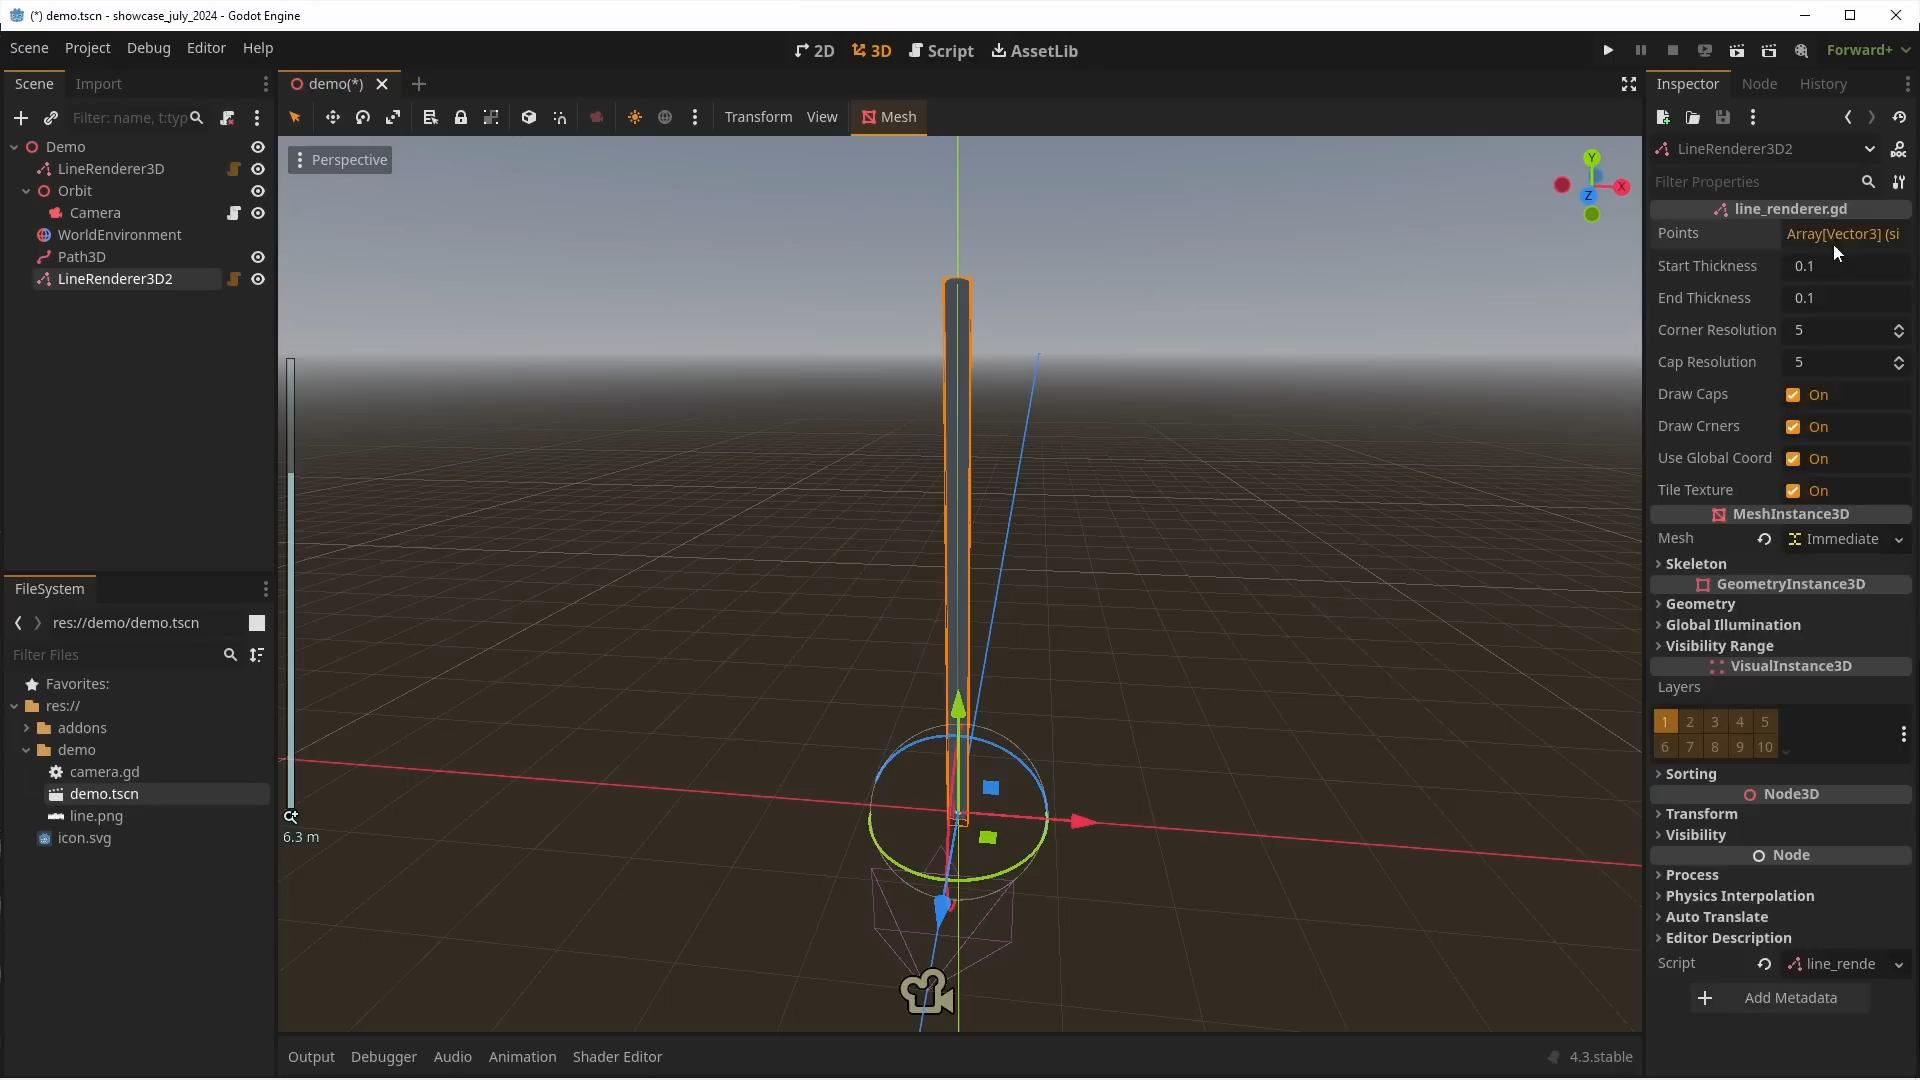 (*) demo.tscn - showcase_july_2024 - Godot Engine
Scene Project Debug Editor Help
2D 3D Script AssetLib
Forward+
Scene Import
demo(*)
Inspector Node History
Filter: name, t:typ
Transform View Mesh
Demo
LineRenderer3D
Orbit
Camera
WorldEnvironment
Path3D
LineRenderer3D2
Perspective
Y
X
Z
6.3 m
LineRenderer3D2
Filter Properties
line_renderer.gd
Points Array[Vector3] (si
Start Thickness 0.1
End Thickness 0.1
Corner Resolution 5
Cap Resolution 5
Draw Caps On
Draw Crners On
Use Global Coord On
Tile Texture On
MeshInstance3D
Mesh Immediate
Skeleton
GeometryInstance3D
Geometry
Global Illumination
Visibility Range
VisualInstance3D
Layers
1 2 3 4 5
6 7 8 9 10
Sorting
Node3D
Transform
Visibility
Node
Process
Physics Interpolation
Auto Translate
Editor Description
Script line_rende
Add Metadata
FileSystem
res://demo/demo.tscn
Filter Files
Favorites:
res://
addons
demo
camera.gd
demo.tscn
line.png
icon.svg
Output Debugger Audio Animation Shader Editor
4.3.stable